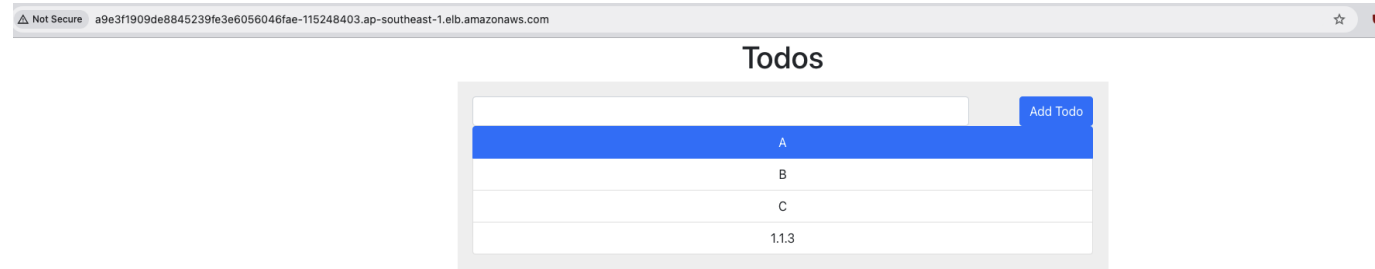 Not Secure a9e3f1909de8845239fe3e6056046fae-115248403.ap-southeast-1.elb.amazonaws.com
Todos
Add Todo
A
B
C
1.1.3